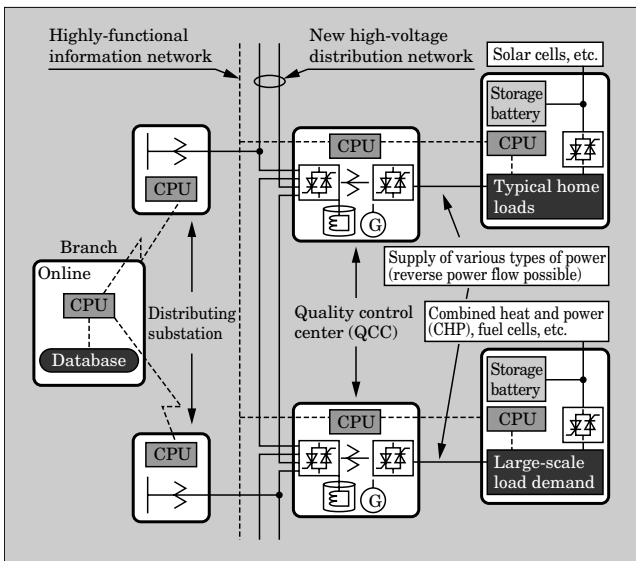 Highly-functional
information network
New high-voltage
distribution network
Solar cells, etc.
Storage
battery
CPU
Typical home
loads
CPU
G
CPU
Branch
Online
CPU
Database
Distributing
substation
Quality control
center (QCC)
Supply of various types of power
(reverse power flow possible)
Combined heat and power
(CHP), fuel cells, etc.
Storage
battery
CPU
Large-scale
load demand
CPU
G
CPU